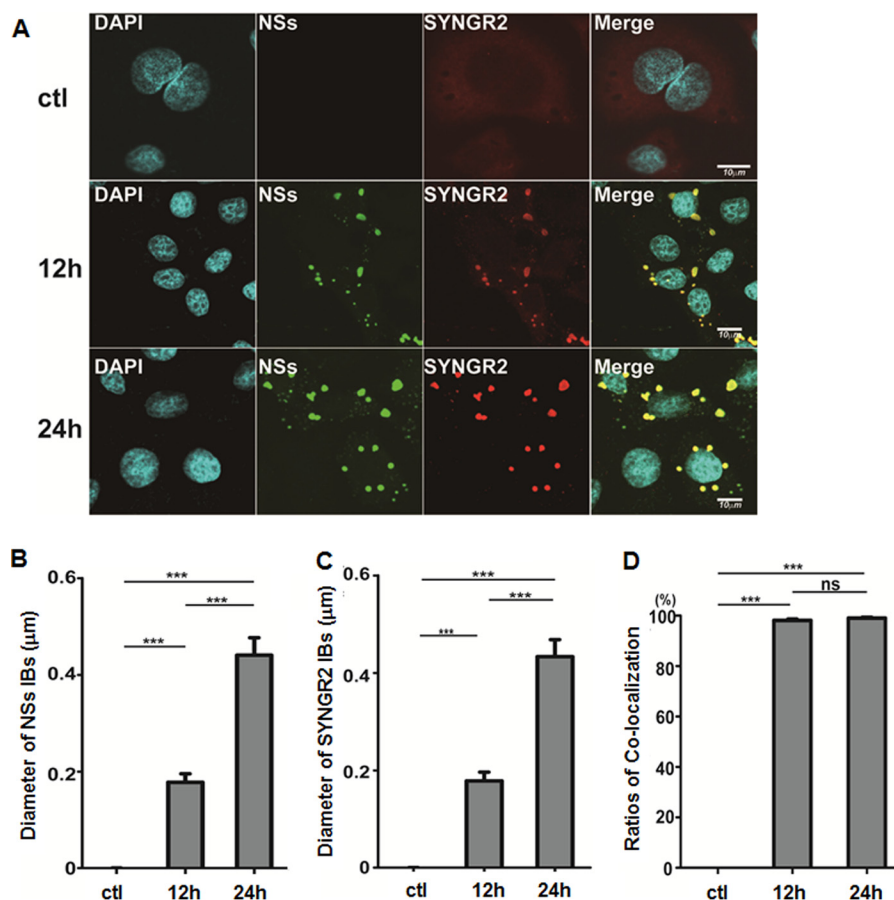 A
DAPI NSs SYNGR2 Merge
ctl
10μm
DAPI NSs SYNGR2 Merge
12h
10μm
DAPI NSs SYNGR2 Merge
24h
10μm
B
Diameter of NSs IBs (μm)
0.6
0.4
0.2
0
***
***
***
ctl 12h 24h
C
Diameter of SYNGR2 IBs (μm)
0.6
0.4
0.2
0
***
***
***
ctl 12h 24h
D
Ratios of Co-localization
(%)
100
80
60
40
20
0
***
ns
***
ctl 12h 24h